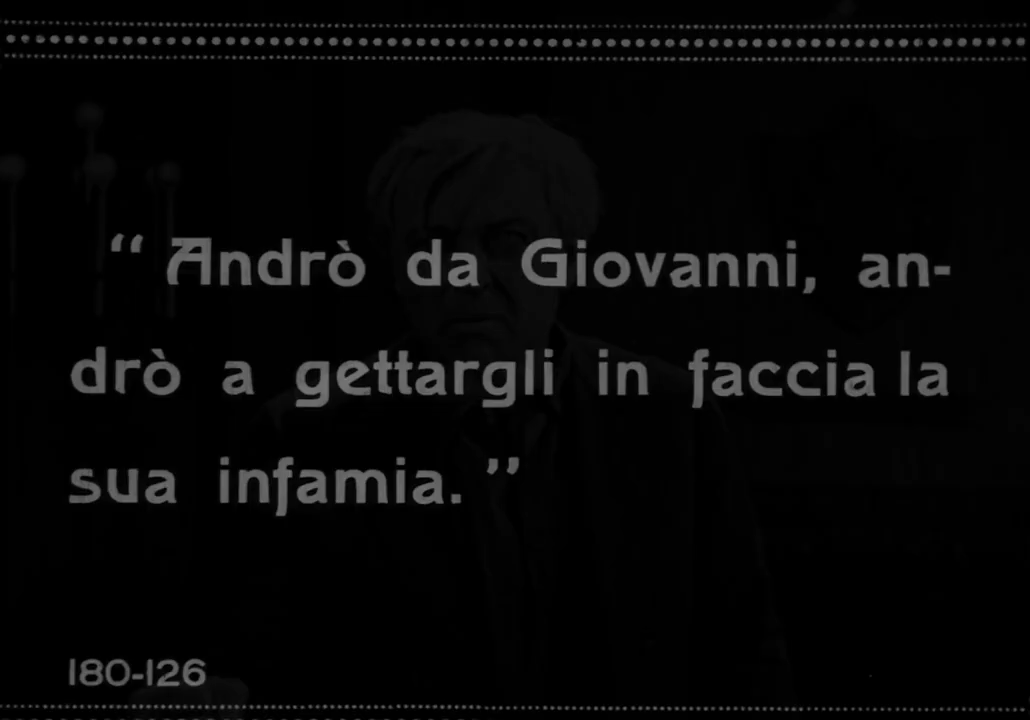 “ Andrò da Giovanni, an-
drò a gettargli in faccia la
sua infamia. ”
180-126